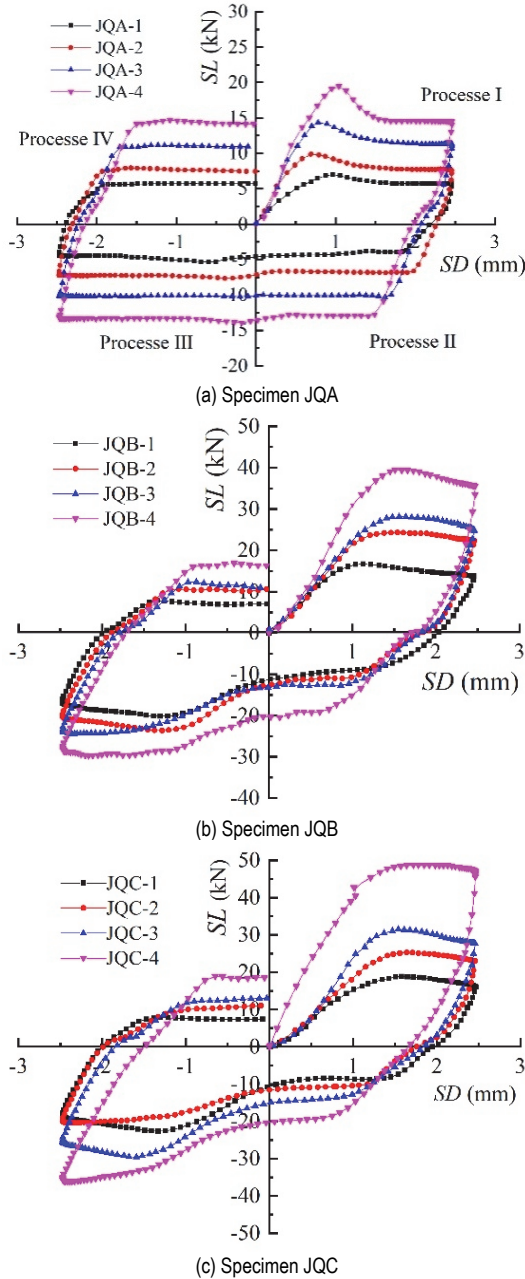 JQA-1
JQA-2
JQA-3
JQA-4
SL (kN)
30
25
20
15
10
5
0
-5
-10
-15
-20
-3
-2
-1
1
2
3
SD (mm)
Processe I
Processe IV
Processe III
Processe II
(a) Specimen JQA
JQB-1
JQB-2
JQB-3
JQB-4
SL (kN)
50
40
30
20
10
0
-10
-20
-30
-40
-3
-2
-1
1
2
3
SD (mm)
(b) Specimen JQB
JQC-1
JQC-2
JQC-3
JQC-4
SL (kN)
50
40
30
20
10
0
-10
-20
-30
-40
-50
-3
-2
-1
1
2
3
SD (mm)
(c) Specimen JQC